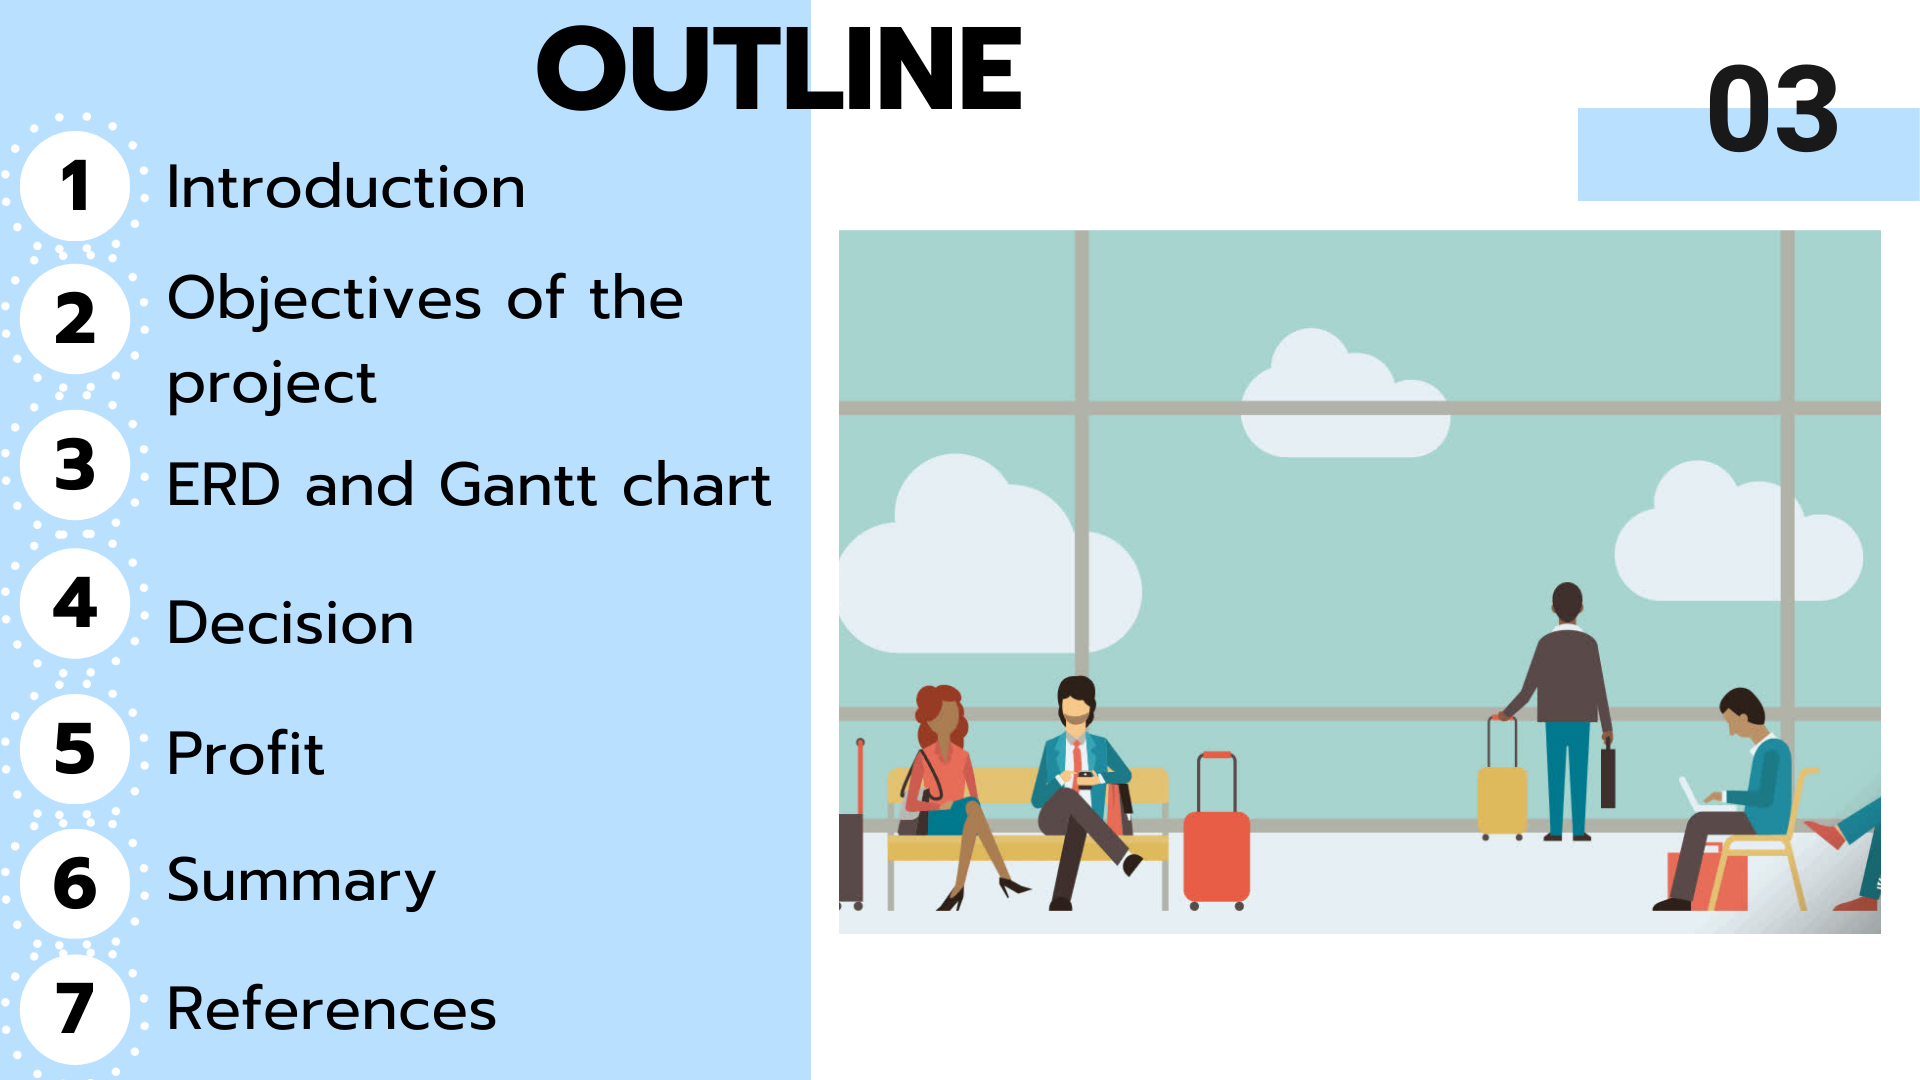 OUTLINE
03
1 Introduction
2 Objectives of the
project
3 ERD and Gantt chart
4 Decision
5 Profit
6 Summary
7 References